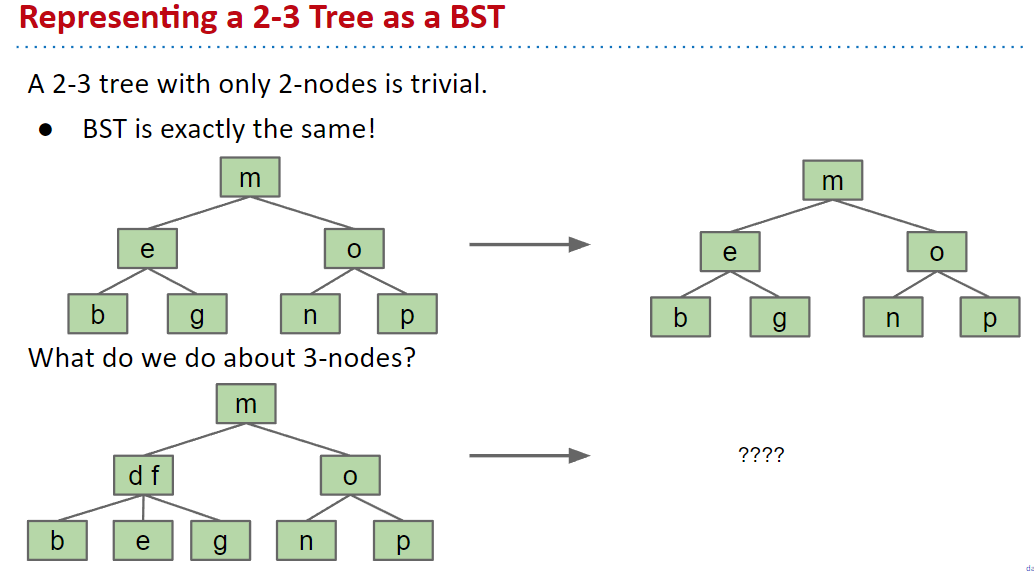 Representing a 2-3 Tree as a BST
A 2-3 tree with only 2-nodes is trivial.
● BST is exactly the same!
m
m
e
o
e
o
b
g
n
p
b
g
n
p
What do we do about 3-nodes?
m
????
d f
o
b
e
g
n
p